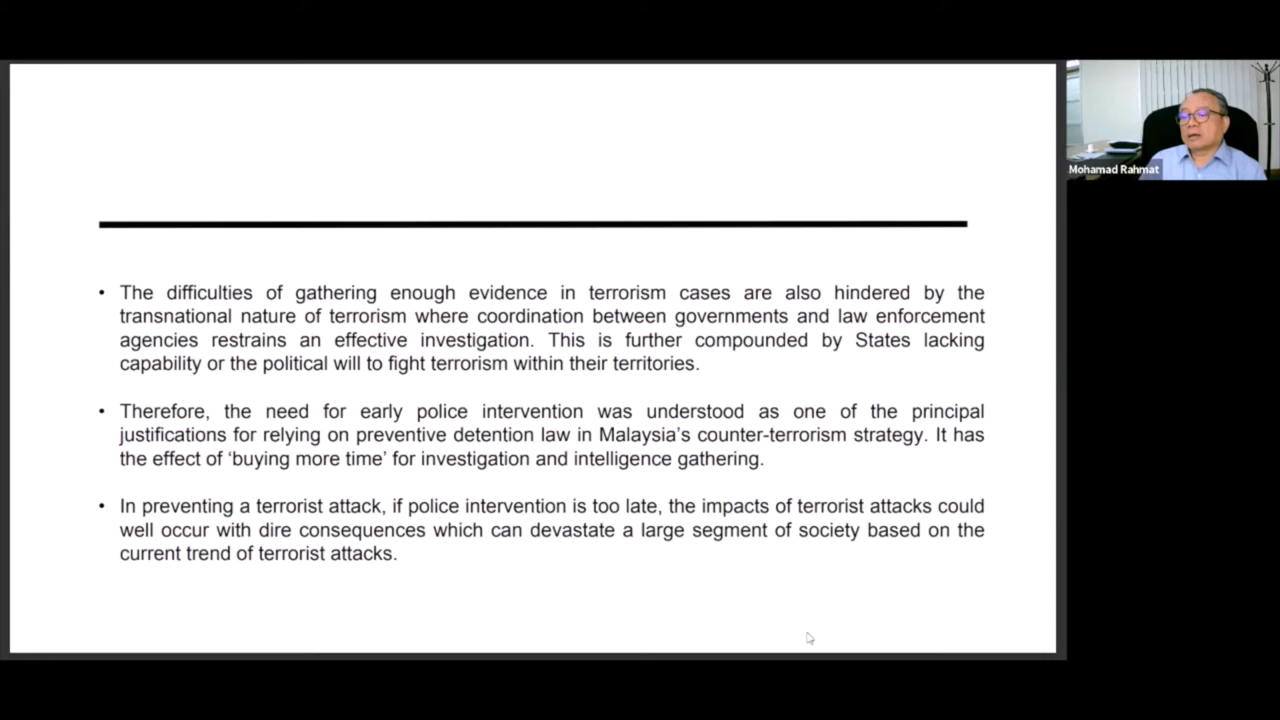 • The difficulties of gathering enough evidence in terrorism cases are also hindered by the
transnational nature of terrorism where coordination between governments and law enforcement
agencies restrains an effective investigation. This is further compounded by States lacking
capability or the political will to fight terrorism within their territories.
• Therefore, the need for early police intervention was understood as one of the principal
justifications for relying on preventive detention law in Malaysia’s counter-terrorism strategy. It has
the effect of ‘buying more time’ for investigation and intelligence gathering.
• In preventing a terrorist attack, if police intervention is too late, the impacts of terrorist attacks could
well occur with dire consequences which can devastate a large segment of society based on the
current trend of terrorist attacks.
Mohamad Rahmat